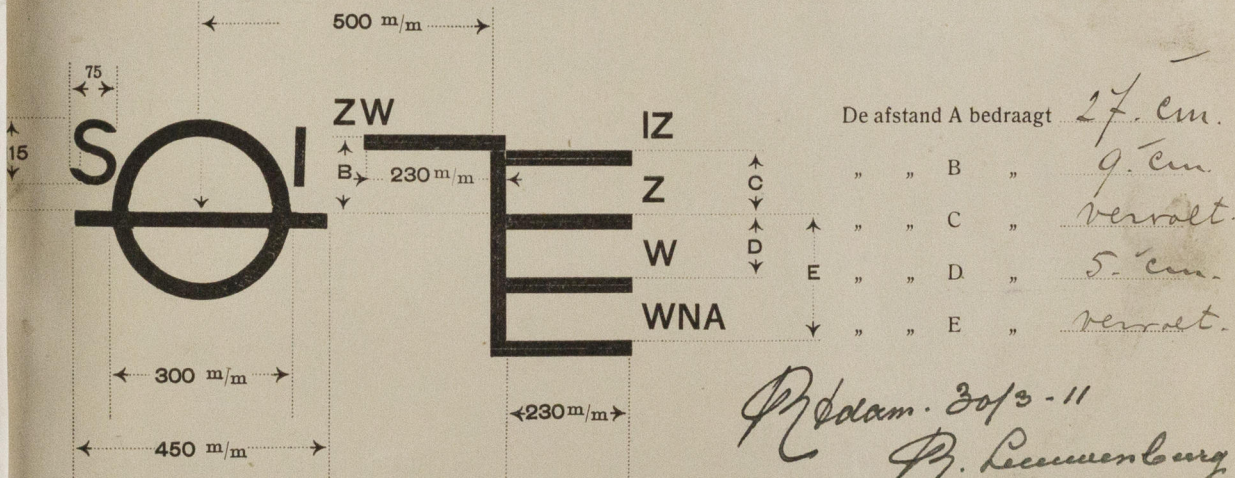 500 m/m
75
ZW
IZ
De afstand A bedraagt 27. cm.
S I
15
B
230 m/m
C
„ „ B „ 9. cm.
Z
„ „ C „ vervalt.
D
W
E
„ „ D. „ 5. cm.
WNA
„ „ E „ vervalt.
300 m/m
R'dam. 30/3-11
230 m/m
450 m/m
R. Leeuwenburg